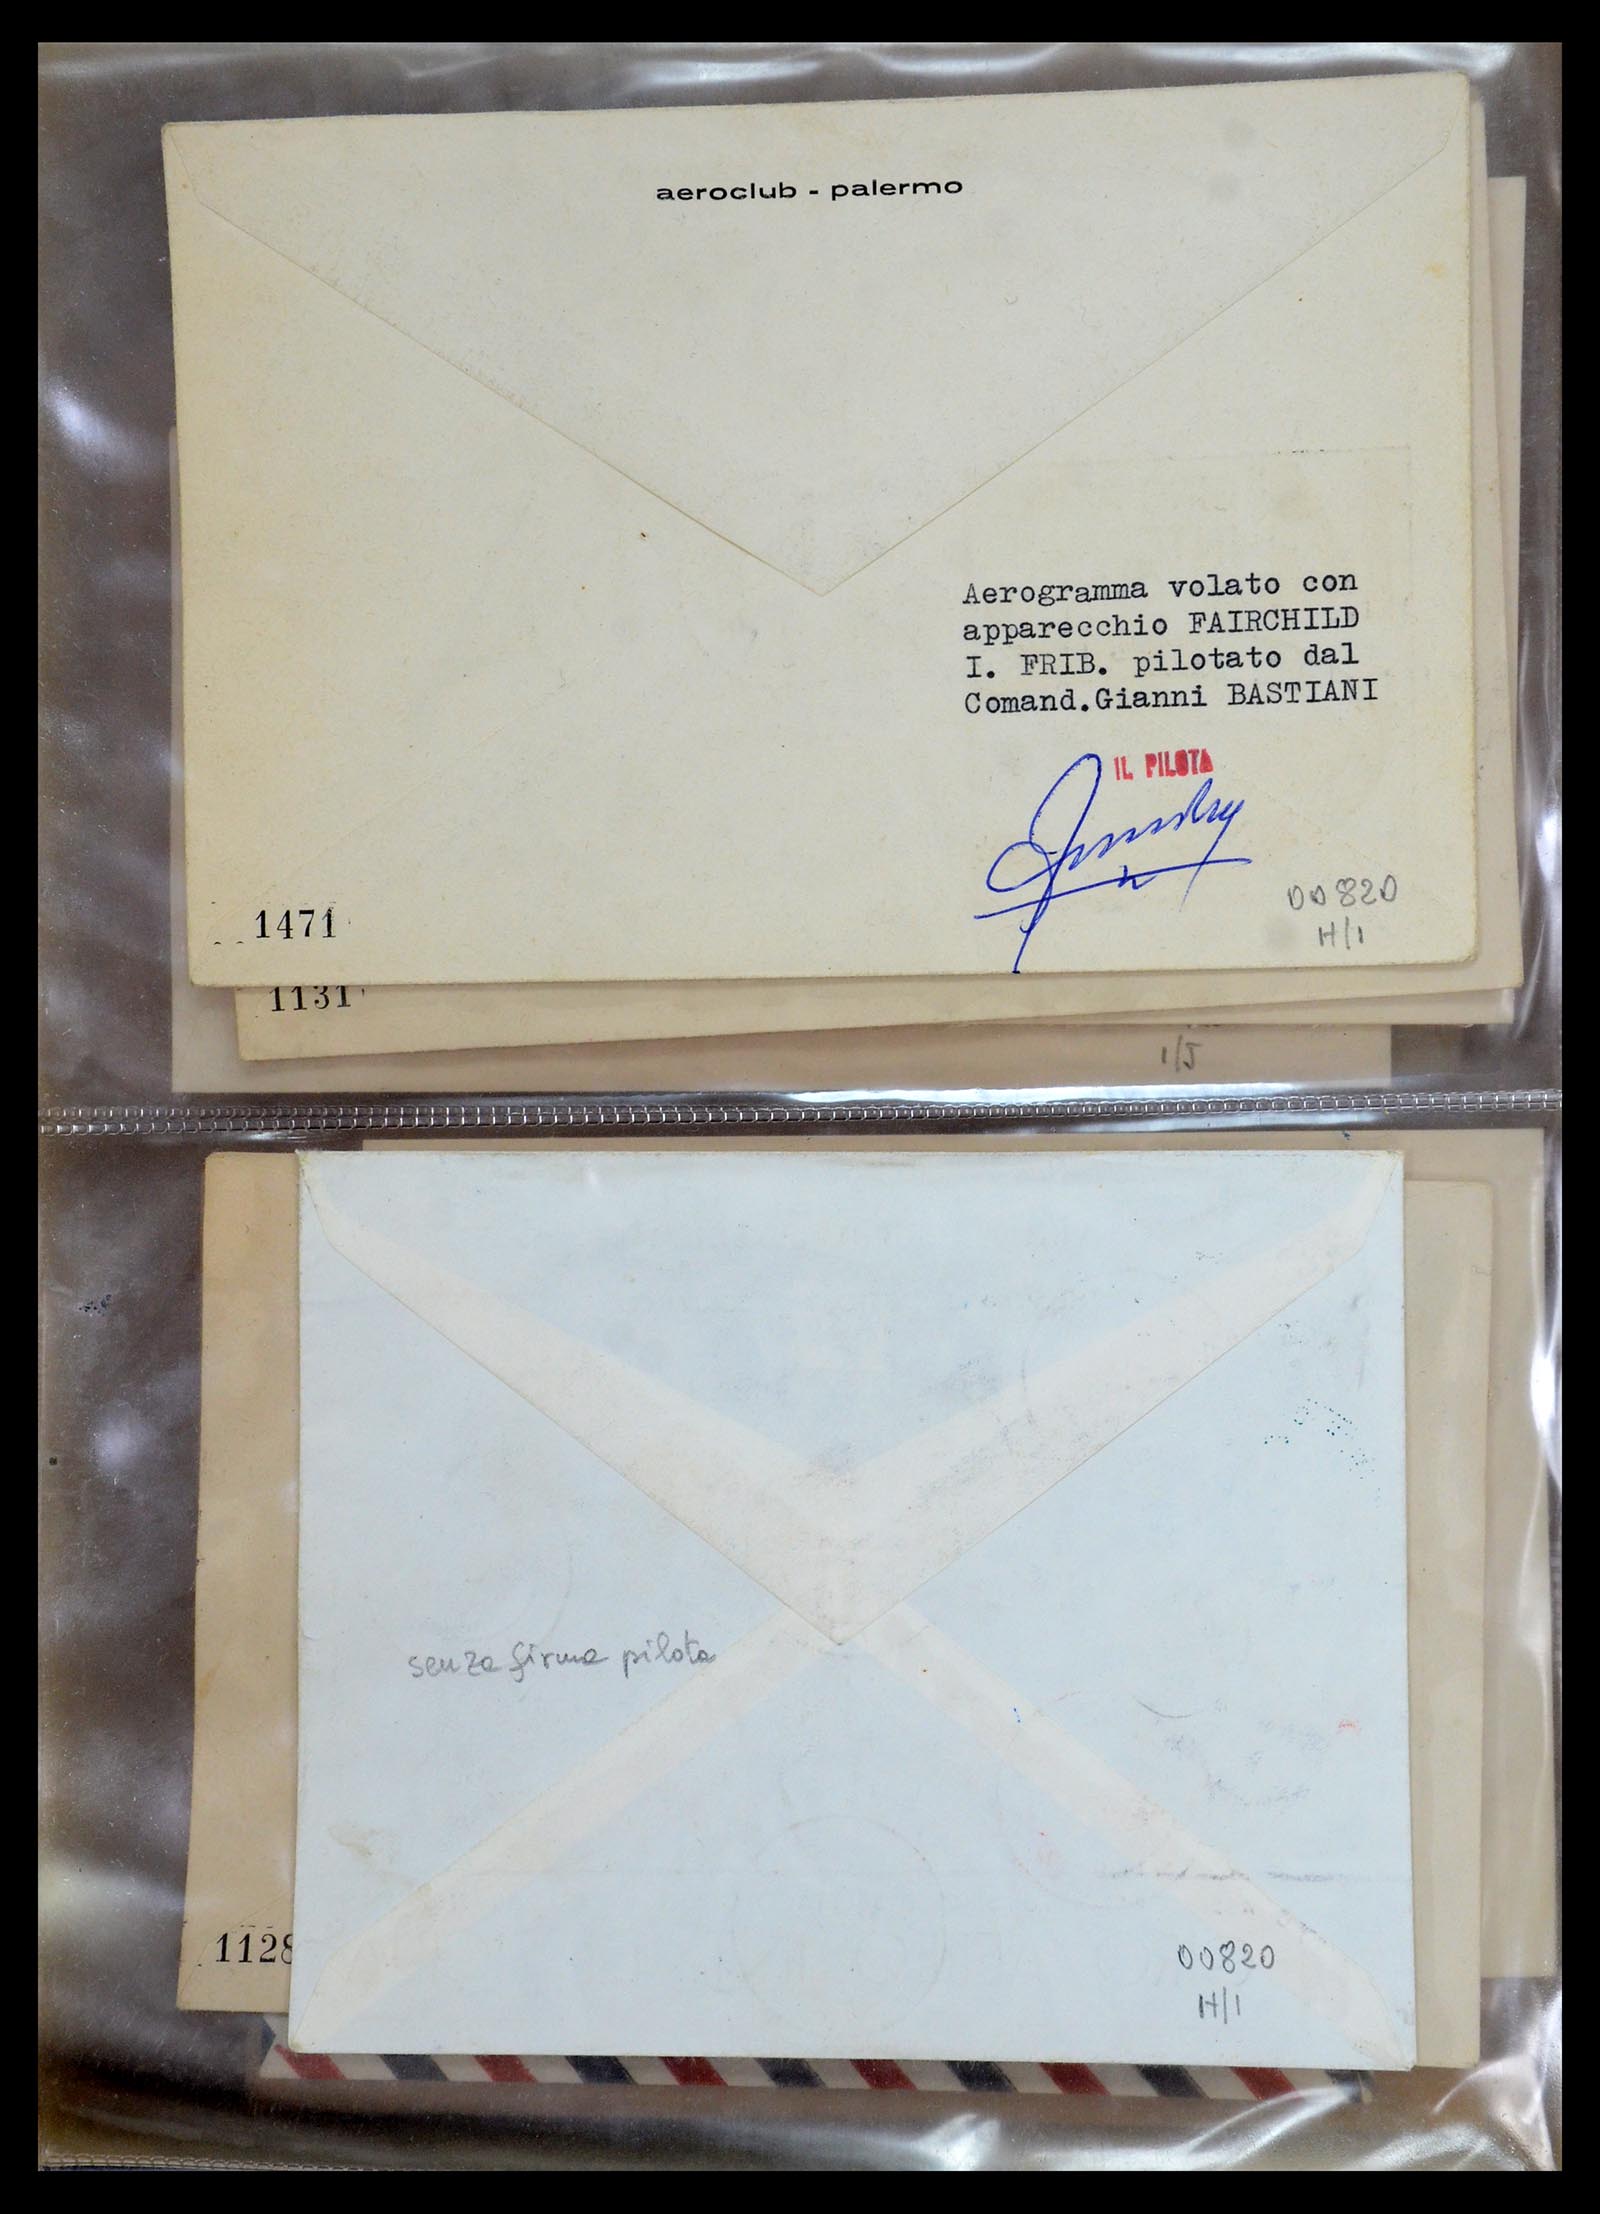 aeroclub - palermo
Aerogramma volato con
apparecchio FAIRCHILD
I. FRIB. pilotato dal
Comand.Gianni BASTIANI
IL PILOTA
00820
H/1
1471
1131
1/J
senza firma pilota
1128
00820
H/1